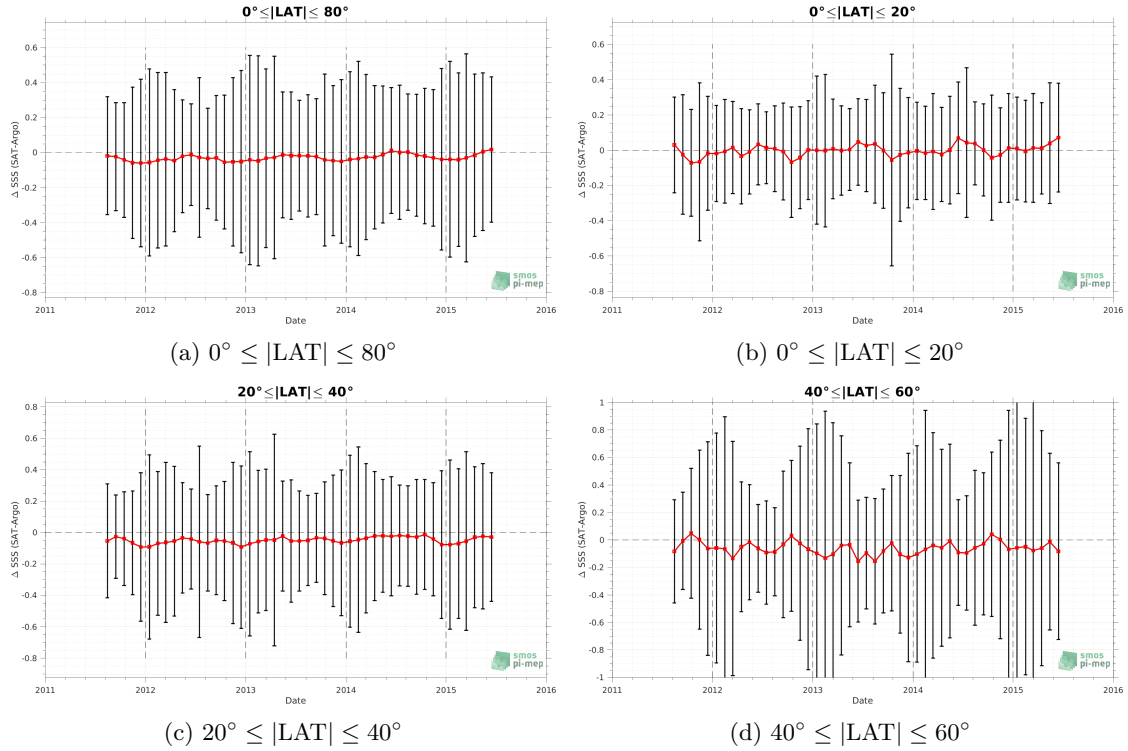 0°≤|LAT|≤ 80°
0.6
0.4
0.2
0
-0.2
-0.4
-0.6
-0.8
Δ SSS (SAT-Argo)
2011
2012
2013
2014
2015
2016
Date
smos
pi-mep
(a) 0° ≤ |LAT| ≤ 80°
0°≤|LAT|≤ 20°
0.6
0.4
0.2
0
-0.2
-0.4
-0.6
-0.8
Δ SSS (SAT-Argo)
2011
2012
2013
2014
2015
2016
Date
smos
pi-mep
(b) 0° ≤ |LAT| ≤ 20°
20°≤|LAT|≤ 40°
0.8
0.6
0.4
0.2
0
-0.2
-0.4
-0.6
-0.8
Δ SSS (SAT-Argo)
2011
2012
2013
2014
2015
2016
Date
smos
pi-mep
(c) 20° ≤ |LAT| ≤ 40°
40°≤|LAT|≤ 60°
1
0.8
0.6
0.4
0.2
0
-0.2
-0.4
-0.6
-0.8
-1
Δ SSS (SAT-Argo)
2011
2012
2013
2014
2015
2016
Date
smos
pi-mep
(d) 40° ≤ |LAT| ≤ 60°